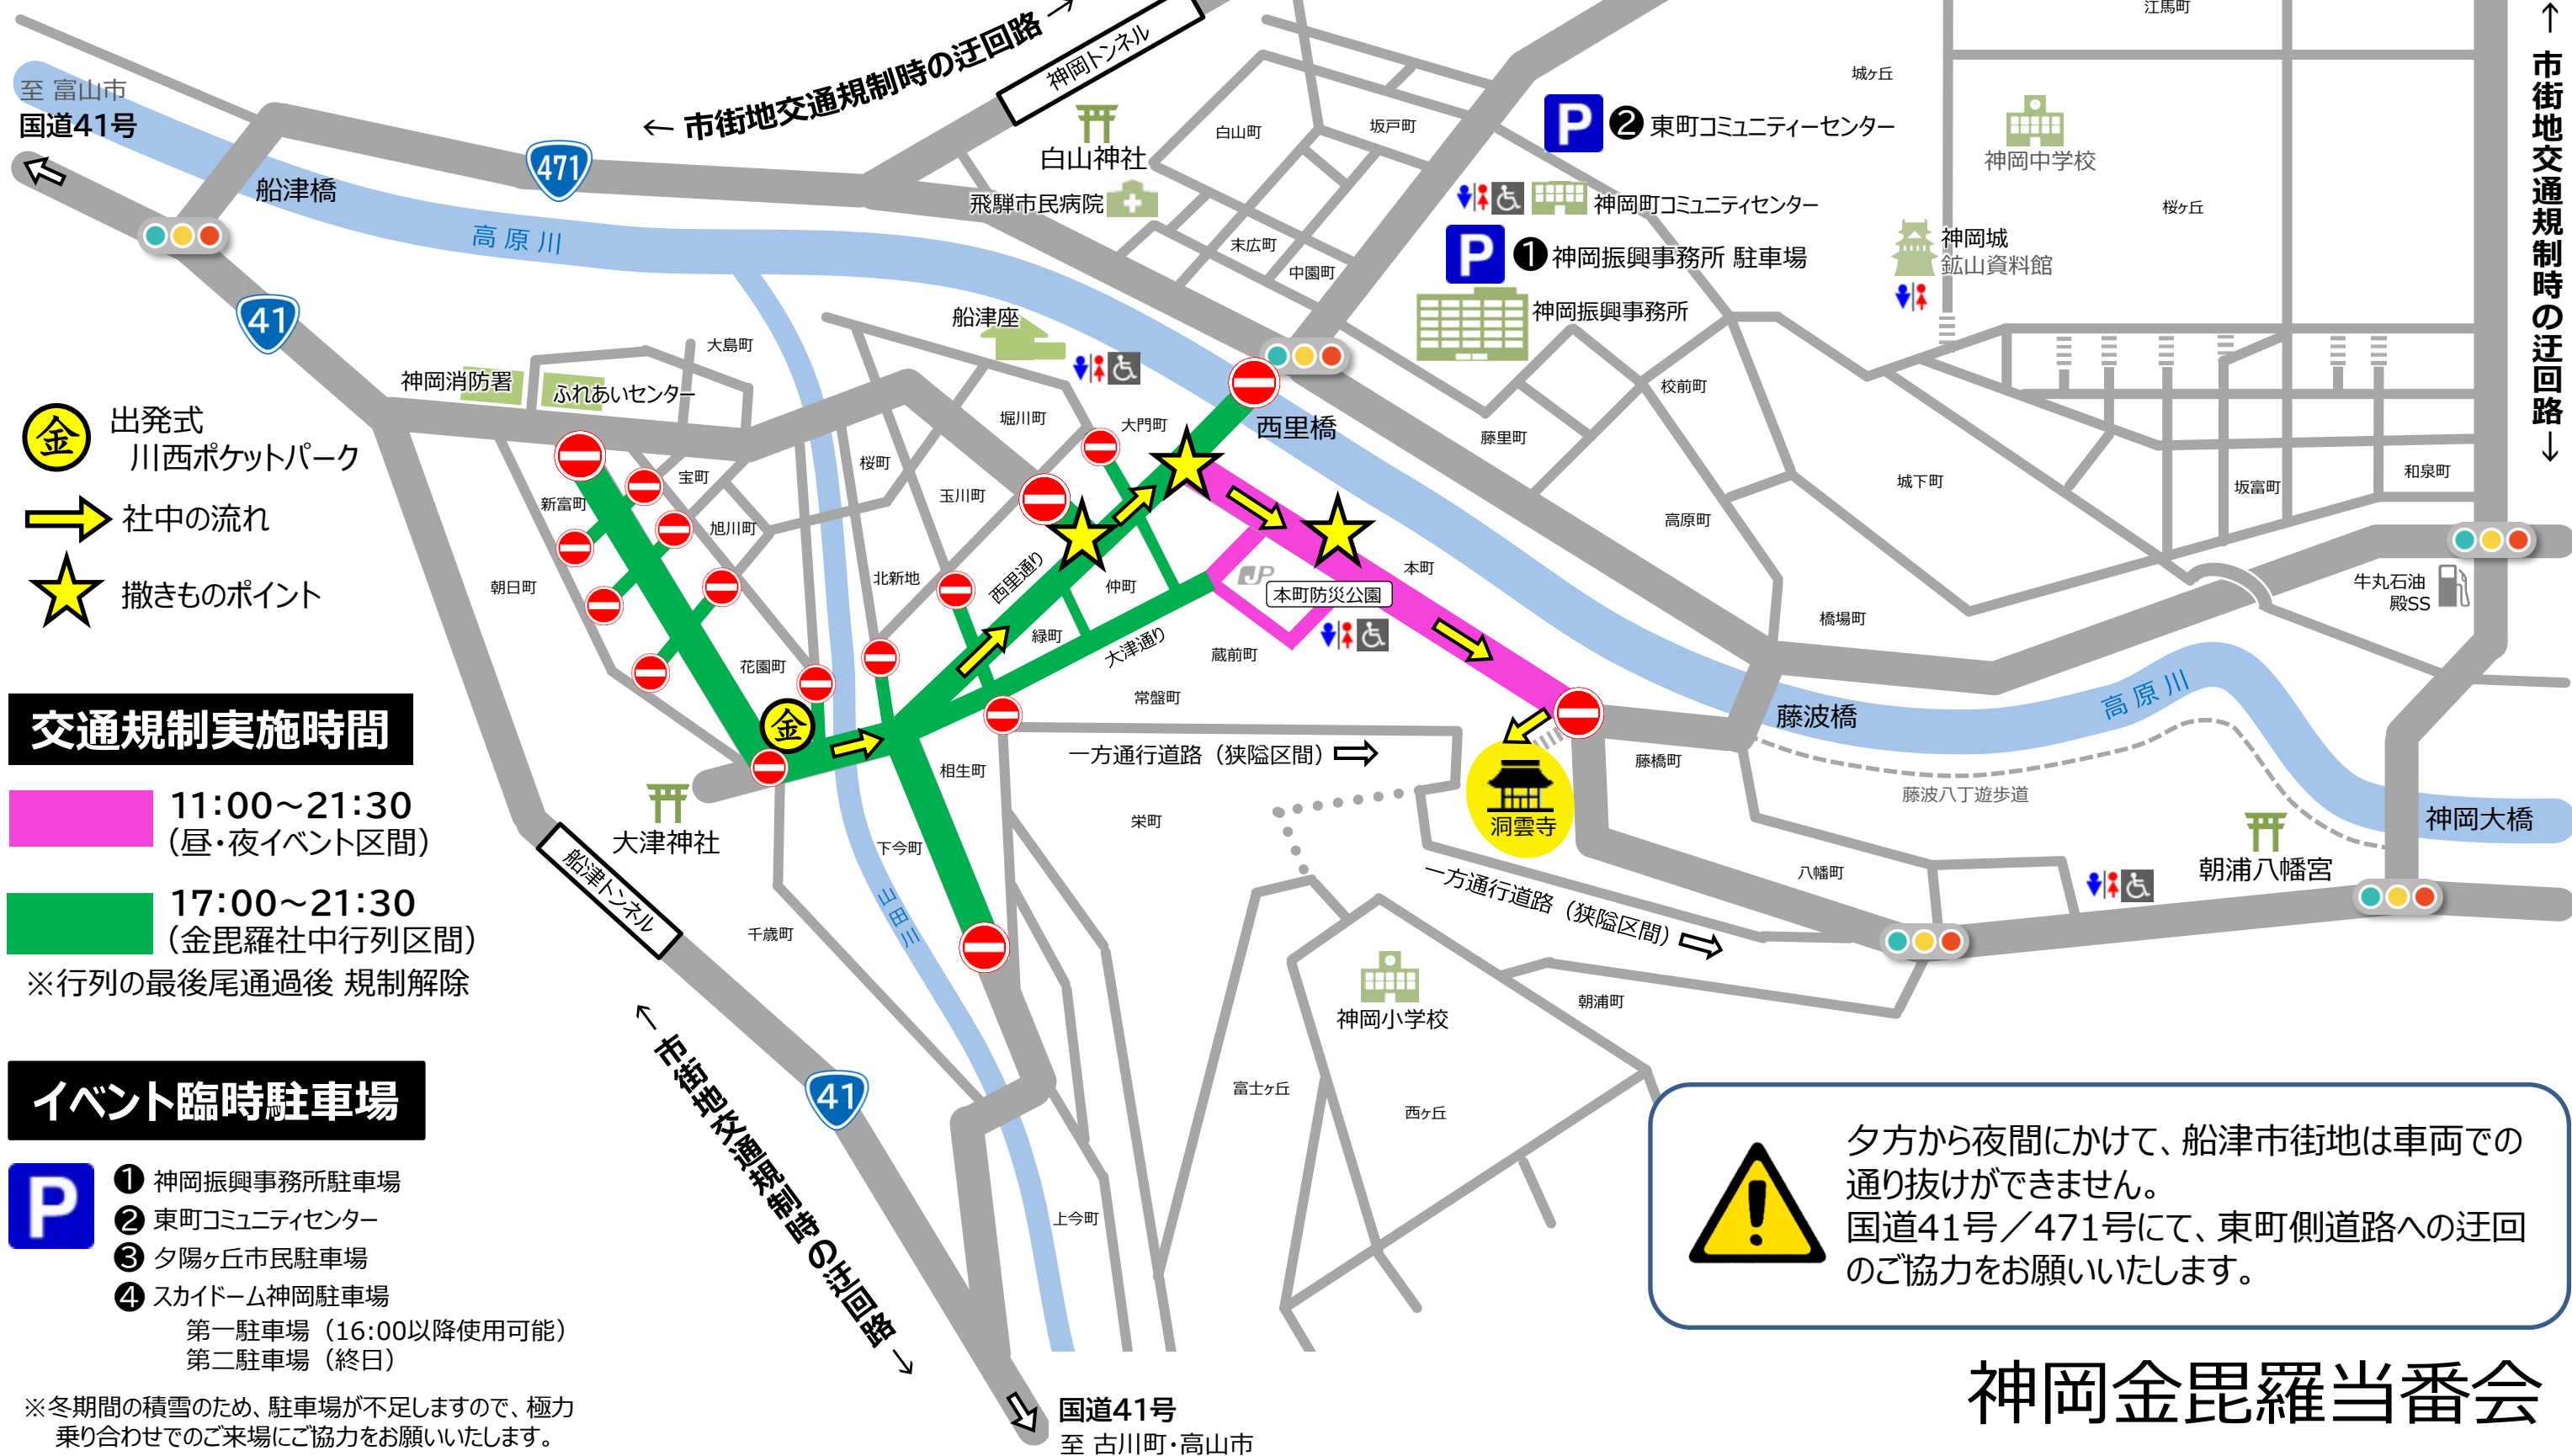 ← 市街地交通規制時の迂回路 →
神岡トンネル
江馬町
↑ 市街地交通規制時の迂回路 ↓
至 富山市
国道41号
船津橋
471
白山神社
飛騨市民病院
白山町
坂戸町
末広町
中園町
城ヶ丘
P ❷ 東町コミュニティーセンター
神岡町コミュニティセンター
P ❶ 神岡振興事務所 駐車場
神岡振興事務所
神岡中学校
桜ヶ丘
神岡城
鉱山資料館
高原川
41
大島町
船津座
神岡消防署
ふれあいセンター
堀川町
大門町
西里橋
校前町
藤里町
城下町
坂富町
和泉町
金 出発式
川西ポケットパーク
社中の流れ
撒きものポイント
宝町
新富町
旭川町
桜町
玉川町
高原町
朝日町
北新地
西里通り
仲町
緑町
大津通り
JP
本町防災公園
本町
蔵前町
橋場町
牛丸石油
殿SS
花園町
金
常盤町
藤波橋
高原川
交通規制実施時間
11:00～21:30
（昼・夜イベント区間）
17:00～21:30
（金毘羅社中行列区間）
※行列の最後尾通過後 規制解除
一方通行道路（狭隘区間）
相生町
栄町
藤橋町
藤波八丁遊歩道
洞雲寺
神岡大橋
大津神社
船津トンネル
下今町
山田川
千歳町
一方通行道路（狭隘区間）
八幡町
朝浦八幡宮
神岡小学校
朝浦町
富士ヶ丘
西ヶ丘
上今町
← 市街地交通規制時の迂回路 →
41
イベント臨時駐車場
P
❶ 神岡振興事務所駐車場
❷ 東町コミュニティセンター
❸ 夕陽ヶ丘市民駐車場
❹ スカイドーム神岡駐車場
第一駐車場（16:00以降使用可能）
第二駐車場（終日）
※冬期間の積雪のため、駐車場が不足しますので、極力
乗り合わせでのご来場にご協力をお願いいたします。
国道41号
至 古川町・高山市
夕方から夜間にかけて、船津市街地は車両での
通り抜けができません。
国道41号／471号にて、東町側道路への迂回
のご協力をお願いいたします。
神岡金毘羅当番会